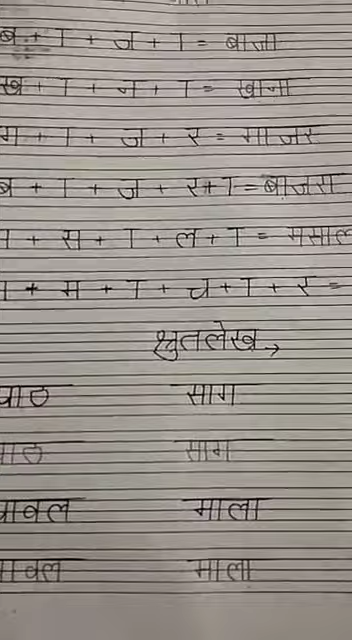 ब + ा + ज + ा = बाजा
ख + ा + न + ा = खाना
ग + ा + ज + र = गाजर
ब + ा + ज + र + ा = बाजरा
+ स + ा + ल + ा = मसाल
+ म + ा + च + ा + र =
श्रुतलेख →
साग
साग
माला
माला